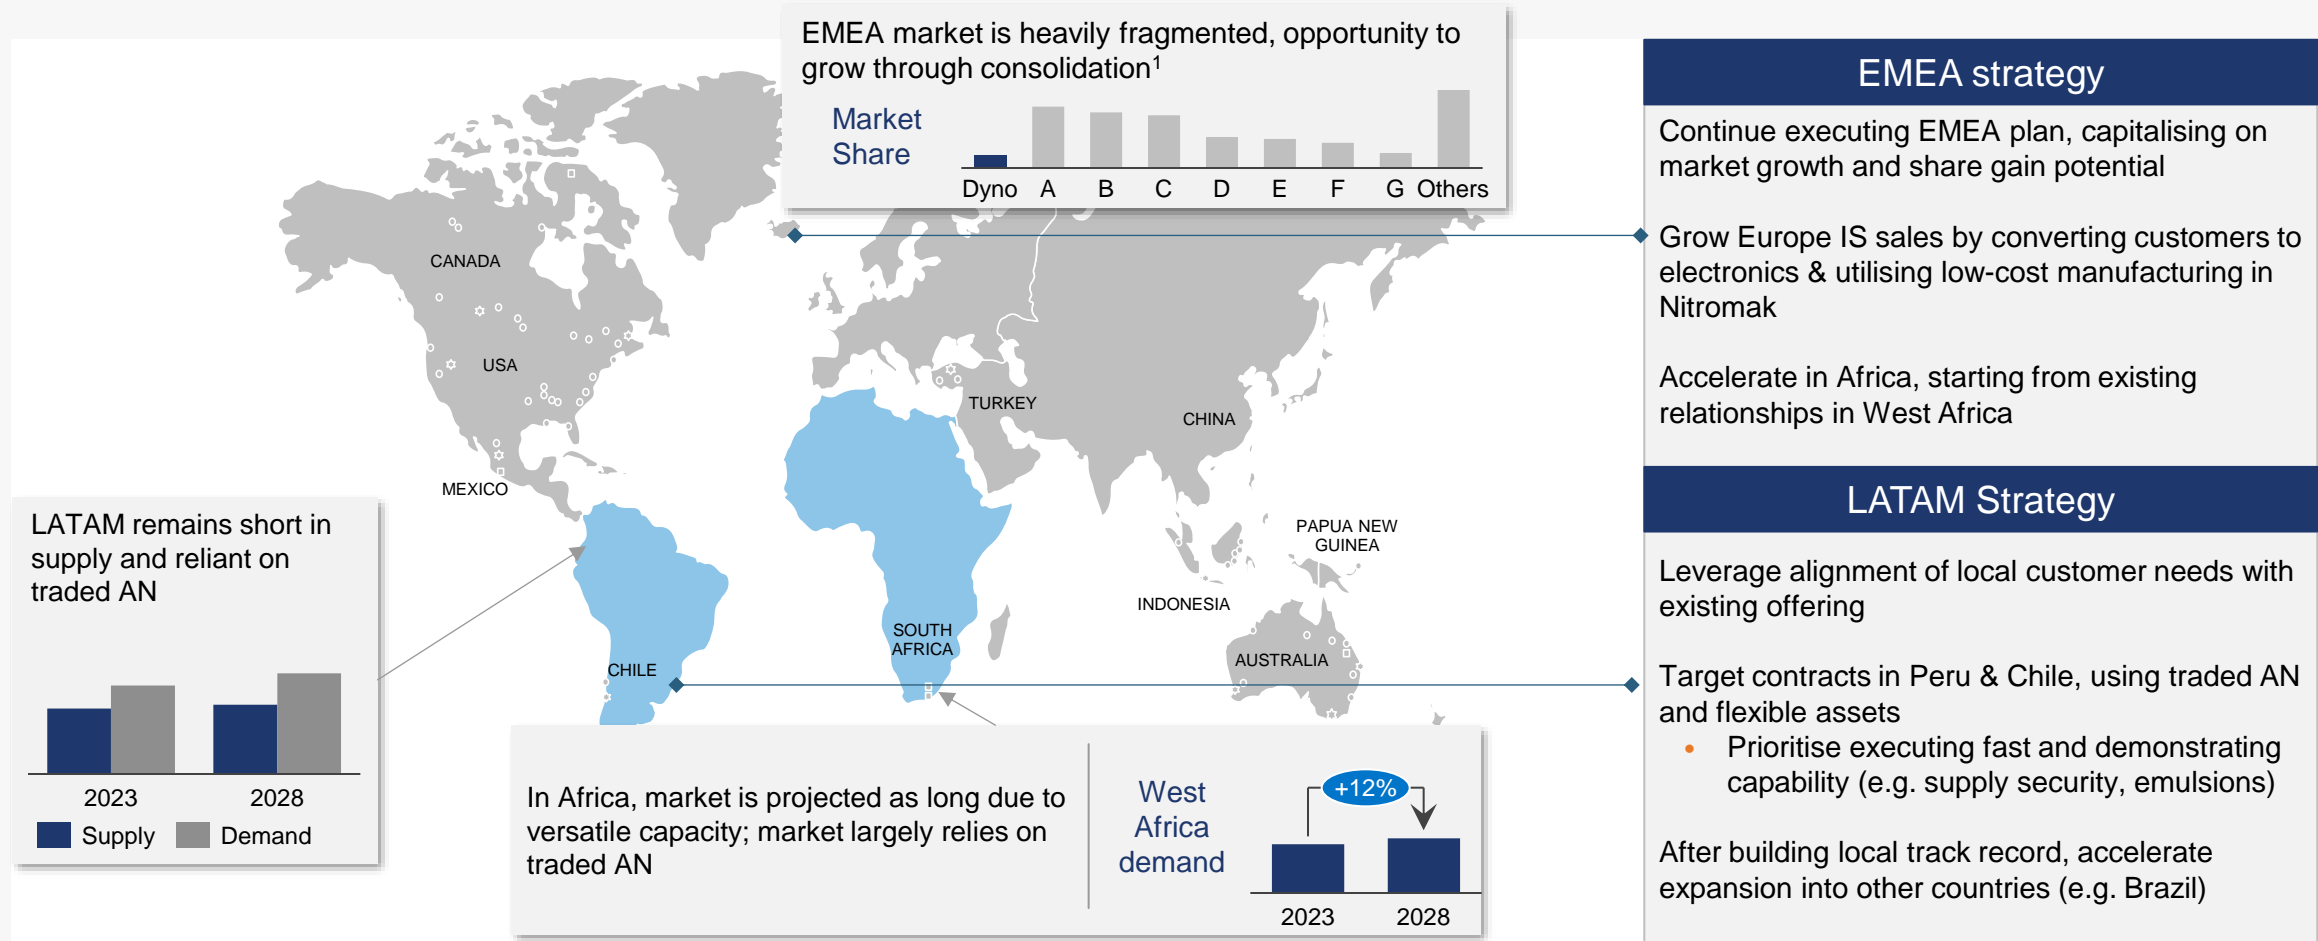 EMEA market is heavily fragmented, opportunity to
grow through consolidation1
Market
Share
Dyno A B C D E F G Others
CANADA
USA
MEXICO
TURKEY
CHINA
PAPUA NEW
GUINEA
INDONESIA
AUSTRALIA
SOUTH
AFRICA
CHILE
LATAM remains short in
supply and reliant on
traded AN
2023 2028
Supply Demand
In Africa, market is projected as long due to
versatile capacity; market largely relies on
traded AN
West
Africa
demand
+12%
2023 2028
EMEA strategy
Continue executing EMEA plan, capitalising on
market growth and share gain potential
Grow Europe IS sales by converting customers to
electronics & utilising low-cost manufacturing in
Nitromak
Accelerate in Africa, starting from existing
relationships in West Africa
LATAM Strategy
Leverage alignment of local customer needs with
existing offering
Target contracts in Peru & Chile, using traded AN
and flexible assets
• Prioritise executing fast and demonstrating
capability (e.g. supply security, emulsions)
After building local track record, accelerate
expansion into other countries (e.g. Brazil)